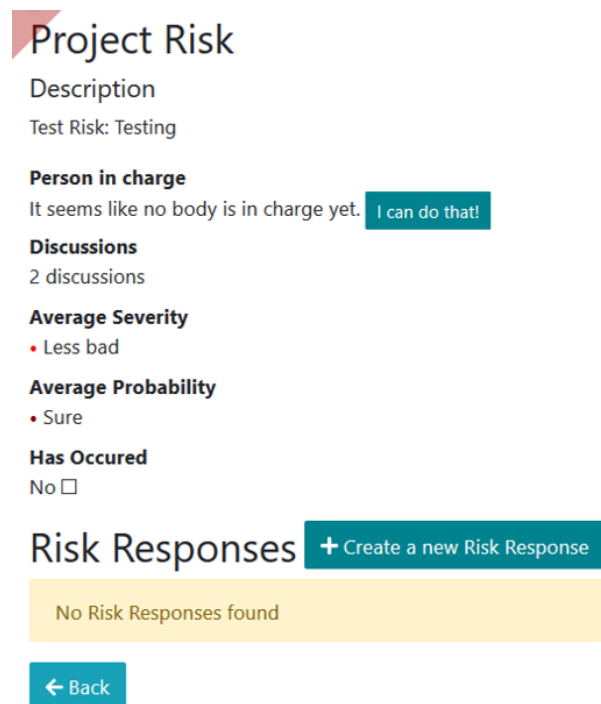 Project Risk
Description
Test Risk: Testing
Person in charge
It seems like no body is in charge yet. I can do that!
Discussions
2 discussions
Average Severity
• Less bad
Average Probability
• Sure
Has Occured
No ☐
Risk Responses + Create a new Risk Response
No Risk Responses found
← Back